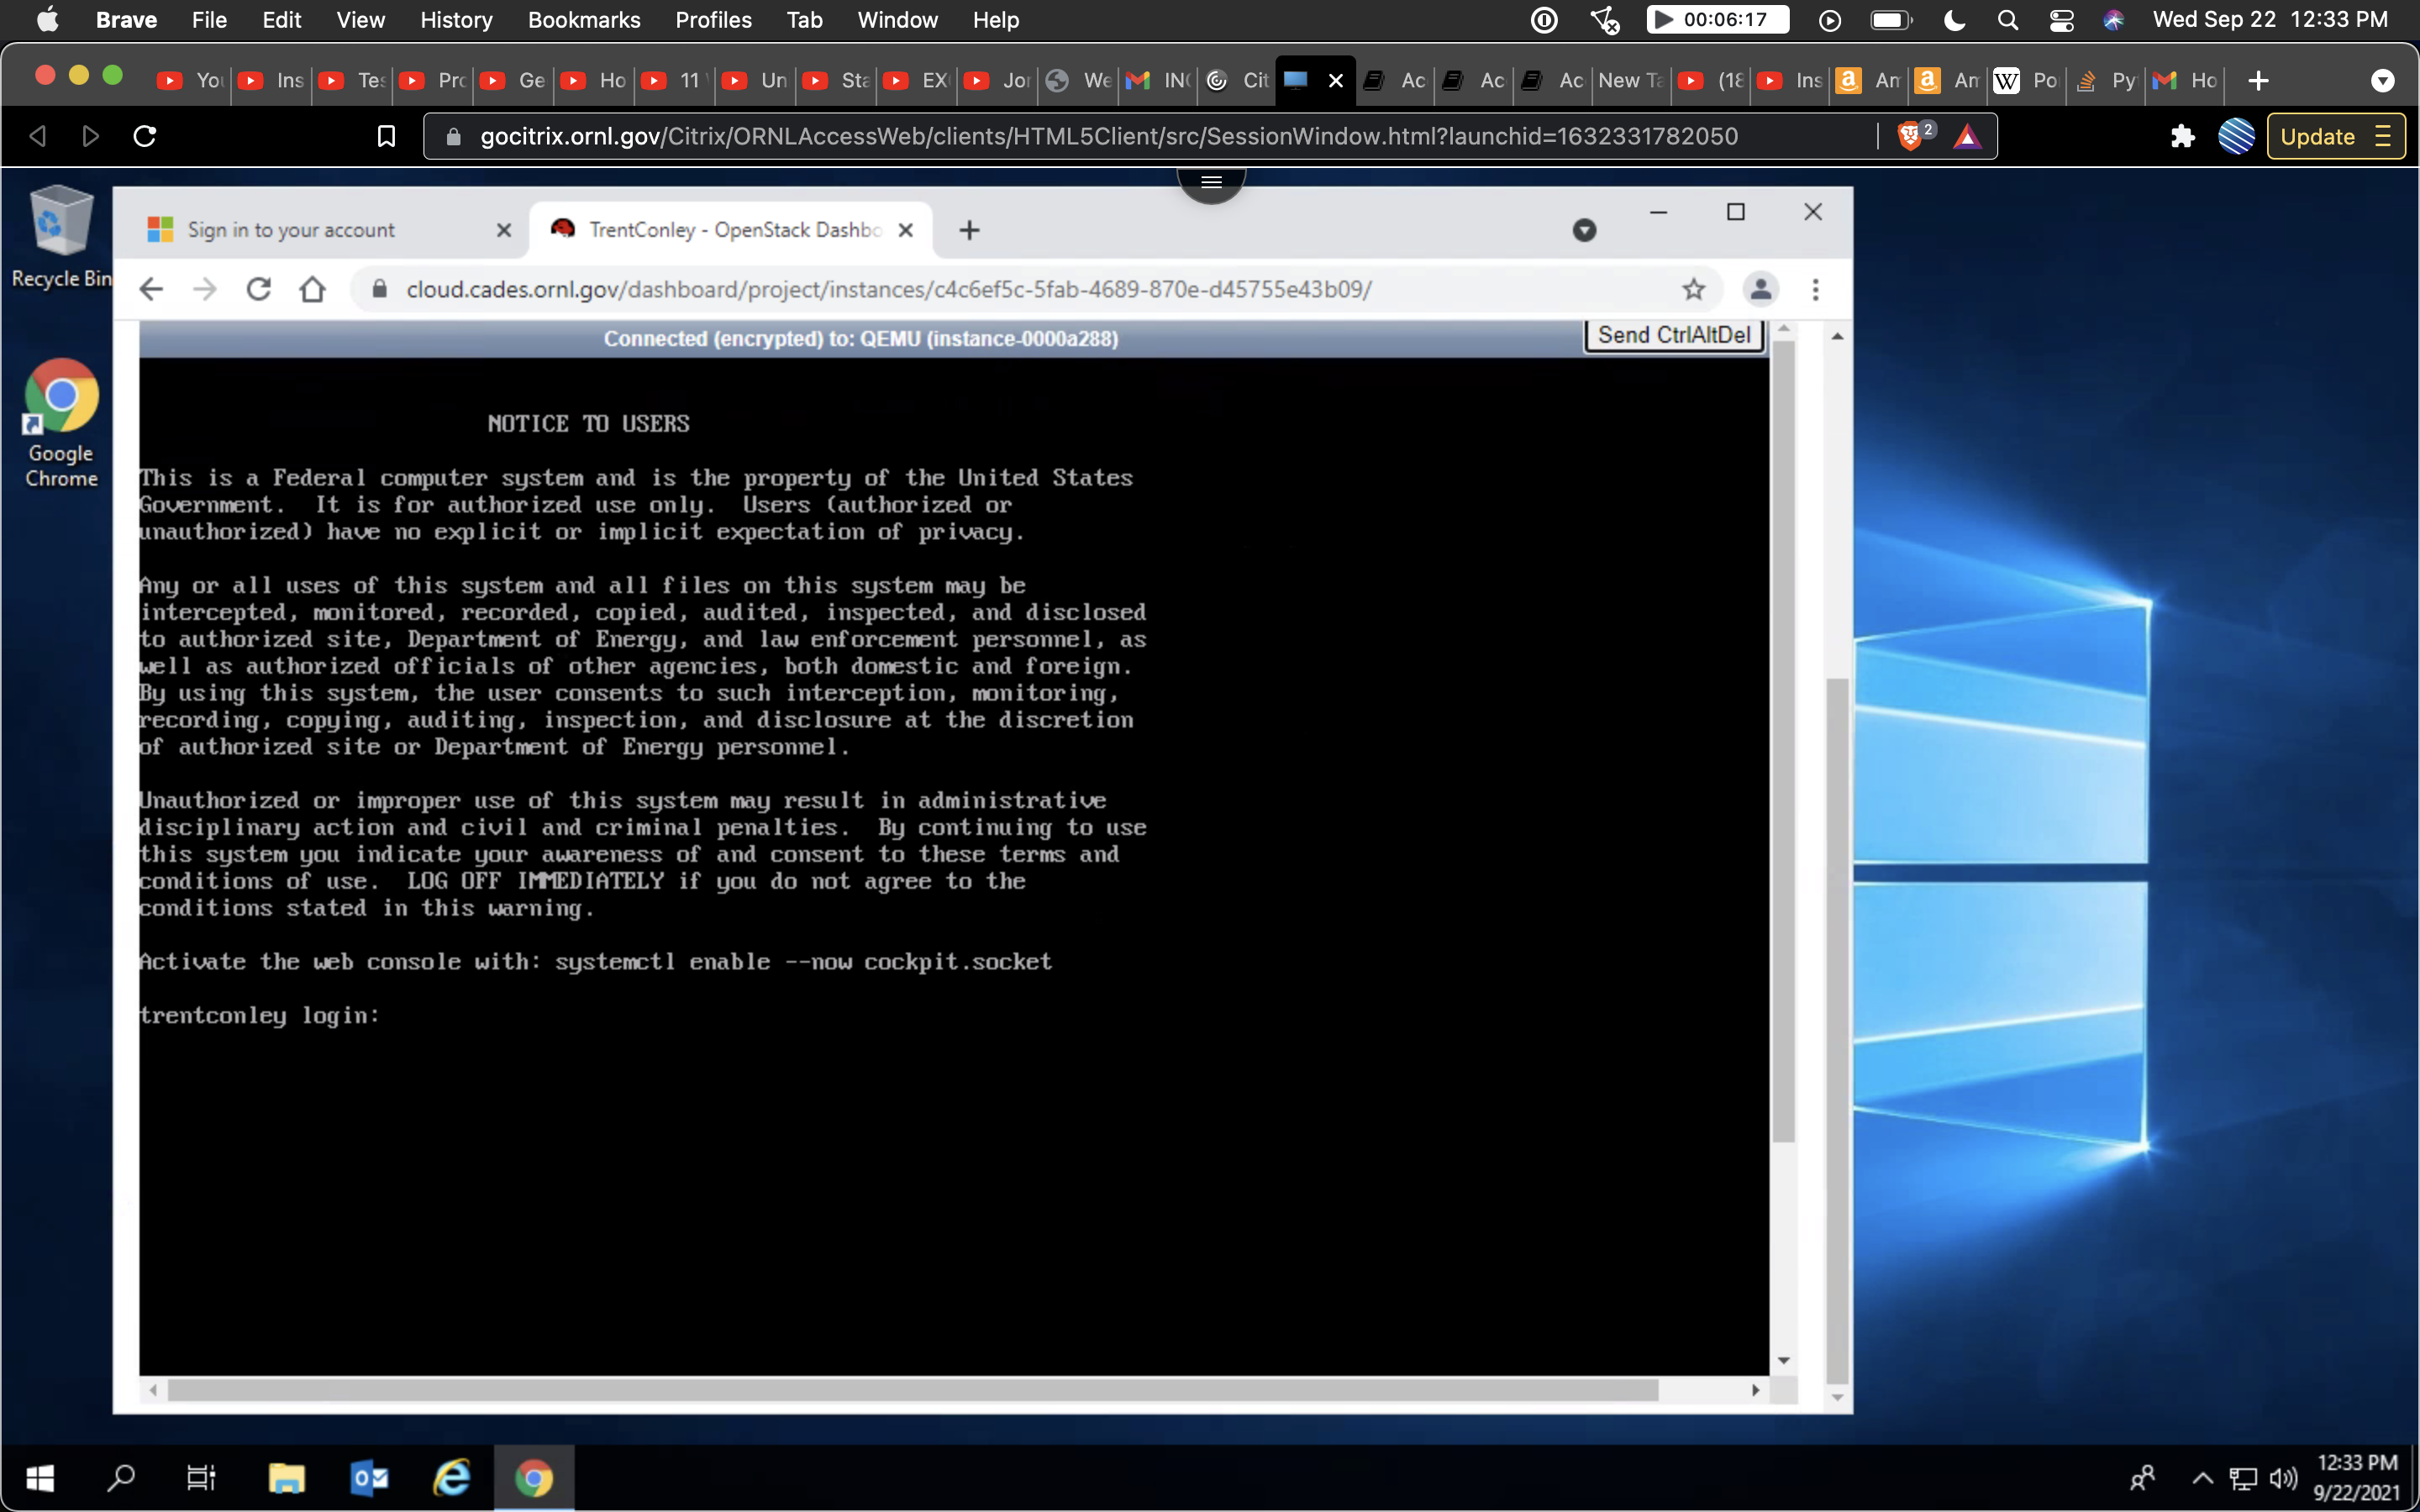 Brave File Edit View History Bookmarks Profiles Tab Window Help 00:06:17 Wed Sep 22 12:33 PM
You Ins Tes Pro Ge Ho 11 Un Sta EX Jor We INC Cit Ac Ac Ac New Ta (18 Ins Am Am W Po Py Ho
gocitrix.ornl.gov/Citrix/ORNLAccessWeb/clients/HTML5Client/src/SessionWindow.html?launchid=1632331782050 2 Update
Recycle Bin
Google
Chrome
Sign in to your account TrentConley - OpenStack Dashbo
cloud.cades.ornl.gov/dashboard/project/instances/c4c6ef5c-5fab-4689-870e-d45755e43b09/
Connected (encrypted) to: QEMU (instance-0000a288) Send CtrlAltDel
NOTICE TO USERS
This is a Federal computer system and is the property of the United States
Government. It is for authorized use only. Users (authorized or
unauthorized) have no explicit or implicit expectation of privacy.
Any or all uses of this system and all files on this system may be
intercepted, monitored, recorded, copied, audited, inspected, and disclosed
to authorized site, Department of Energy, and law enforcement personnel, as
well as authorized officials of other agencies, both domestic and foreign.
By using this system, the user consents to such interception, monitoring,
recording, copying, auditing, inspection, and disclosure at the discretion
of authorized site or Department of Energy personnel.
Unauthorized or improper use of this system may result in administrative
disciplinary action and civil and criminal penalties. By continuing to use
this system you indicate your awareness of and consent to these terms and
conditions of use. LOG OFF IMMEDIATELY if you do not agree to the
conditions stated in this warning.
Activate the web console with: systemctl enable --now cockpit.socket
trentconley login:
12:33 PM
9/22/2021